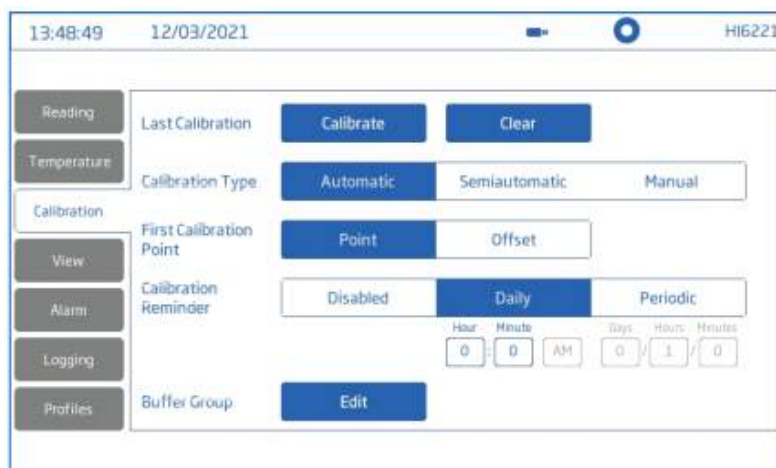 13:48:49 12/03/2021 HI6221
Reading
Last Calibration Calibrate Clear
Temperature
Calibration Type Automatic Semiautomatic Manual
Calibration
First Calibration
Point
Point Offset
View
Calibration
Reminder
Disabled Daily Periodic
Alarm
Hour Minute Days Hours Minutes
0 : 0 AM 0 / 1 / 0
Logging
Profiles
Buffer Group Edit